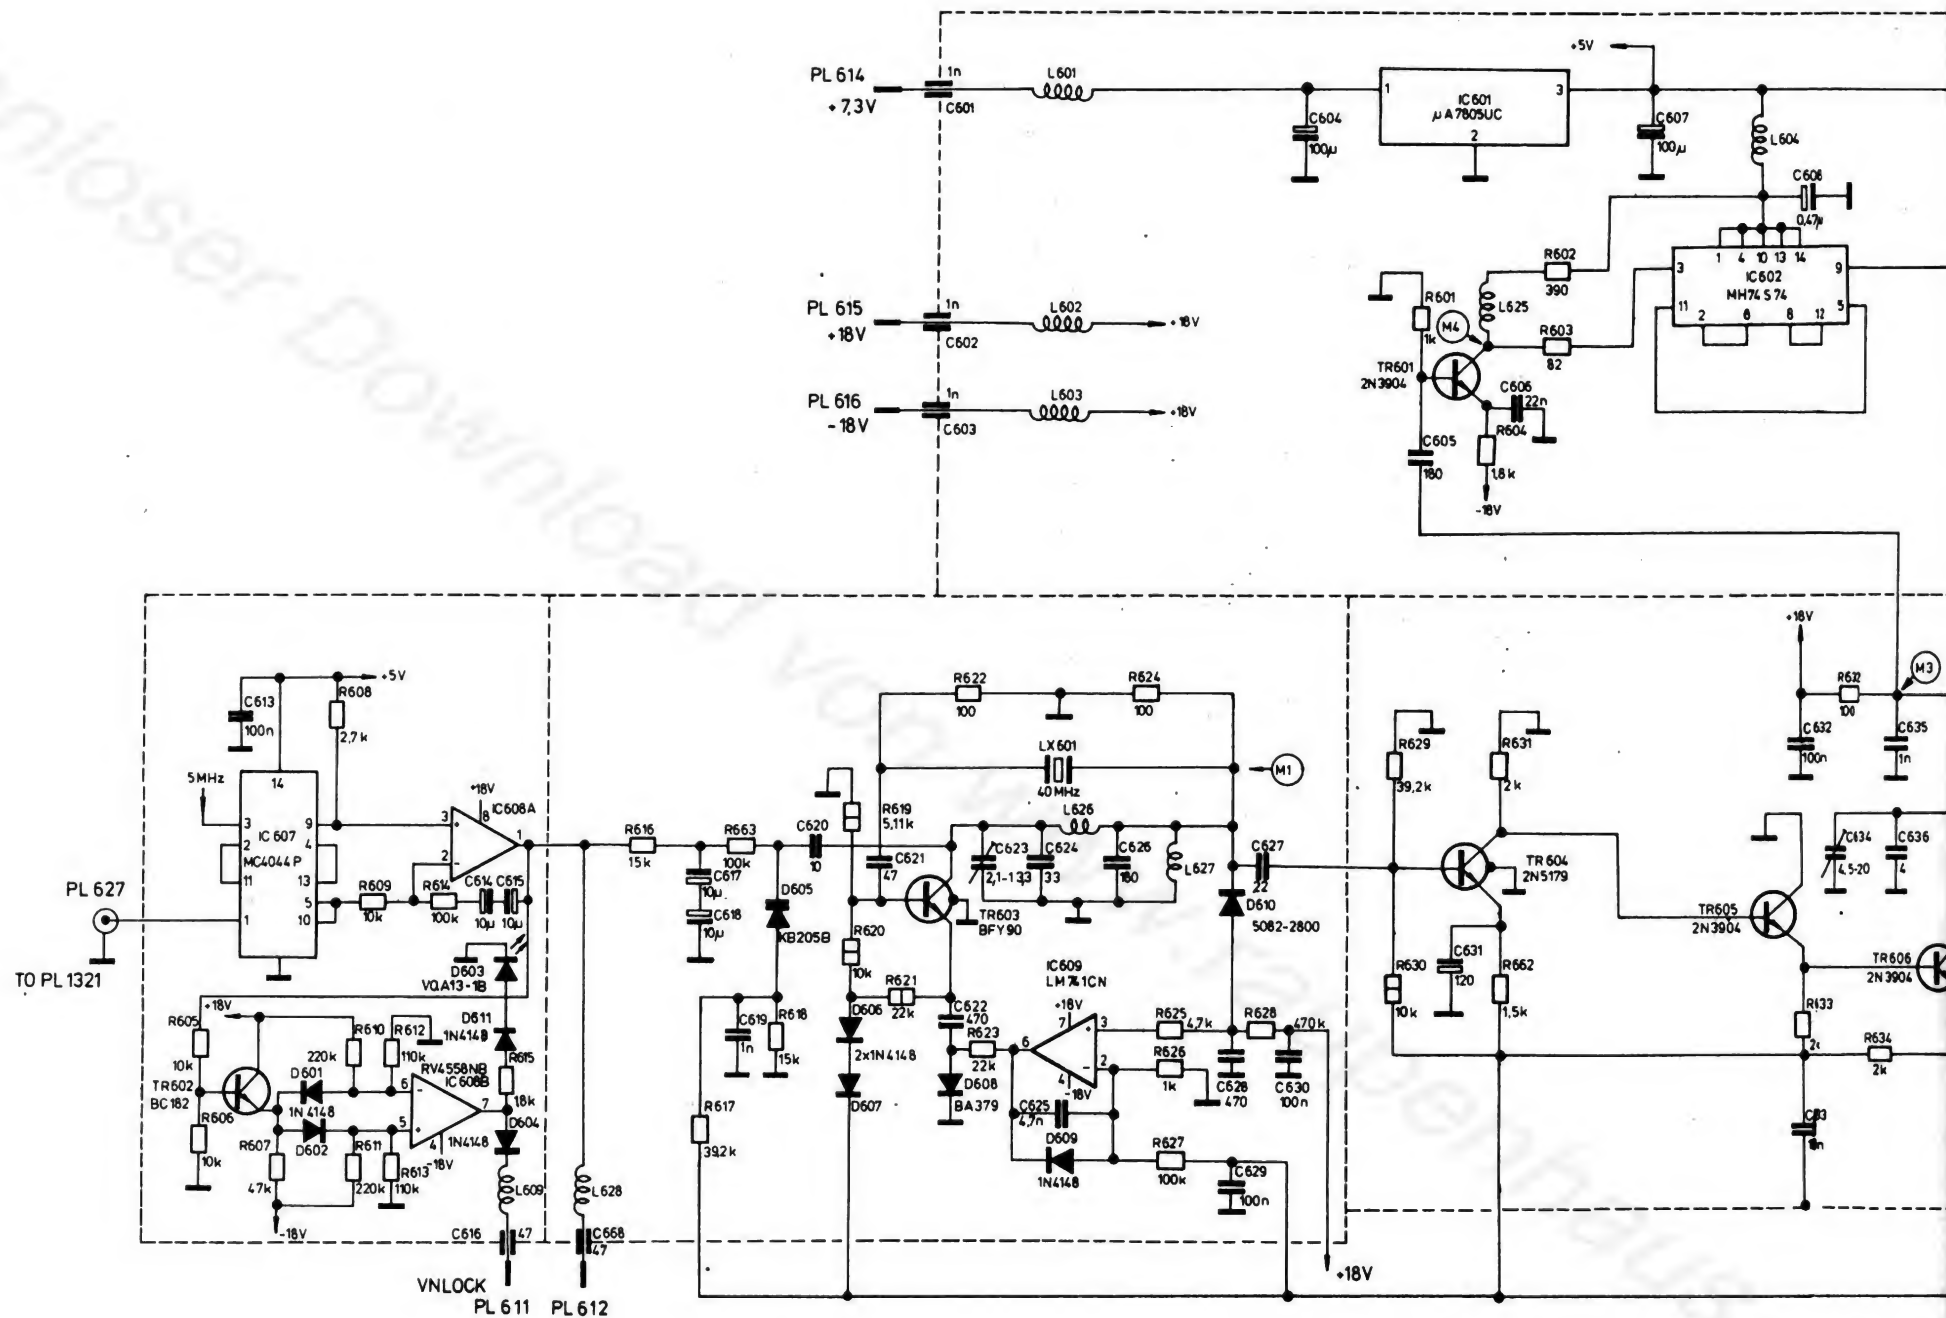 PL 614
+7,3V
1n
C601
L601
C604
100µ
1
IC601
µA7805UC
3
2
+5V
C607
100µ
L604
C608
0,47µ
1 4 10 13 14
3
IC602
9
MH74S74
11
2 6 8 12
5
R602
390
L625
R601
1k
M4
R603
82
TR601
2N3904
C606
22n
R604
1,8k
-18V
C605
180
PL 615
+18V
1n
C602
L602
+18V
PL 616
-18V
1n
C603
L603
-18V
+5V
C613
100n
R608
2,7k
5MHz
14
3
IC607
9
2
MC4044P
4
11
13
5
1
10
+18V
IC608A
3
8
1
2
R609
10k
R614
100k
C614
10µ
C615
10µ
PL 627
TO PL 1321
D603
VQA13-1B
+18V
R605
10k
TR602
BC182
R606
10k
R607
47k
-18V
D601
1N4148
D602
R610
220k
R612
110k
D611
1N4148
R615
1,8k
RV4558NB
IC608B
6
7
5
4
-18V
1N4148
D604
R611
220k
R613
110k
L609
C616
47
VNLOCK
PL 611
L628
C668
47
PL 612
R616
15k
R663
100k
C617
10µ
C618
10µ
D605
KB205B
C620
10
C619
1n
R618
15k
R617
39,2k
R619
5,11k
R620
10k
R621
22k
D606
2x1N4148
D607
R622
100
R624
100
LX601
40MHz
M1
C621
47
TR603
BFY90
C623
2,1-13,3
C624
33
L626
C626
180
L627
C627
22
D610
5082-2800
C622
470
R623
22k
D608
BA379
IC609
LM741CN
+18V
7
3
6
2
4
-18V
R625
4,7k
R626
1k
R628
470k
C628
470
C630
100n
C625
4,7n
D609
1N4148
R627
100k
C629
100n
+18V
R629
39,2k
R630
10k
R631
2k
TR604
2N5179
C631
120
R662
1,5k
+18V
R632
100
M3
C632
100n
C635
1n
C634
4.5-20
C636
4
TR605
2N3904
TR606
2N3904
R634
2k